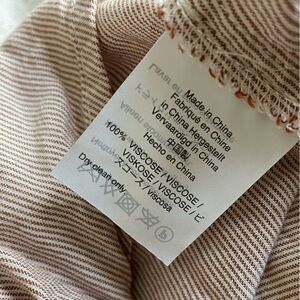 Made in China
Fabriqué en Chine
in China Hergestellt
Vervaardigd in China
中国製
Hecho en China
100% VISCOSE / VISCOSE /
VISKOSE / VISCOSE / ビ
スコース / Viscosa
Dry clean only